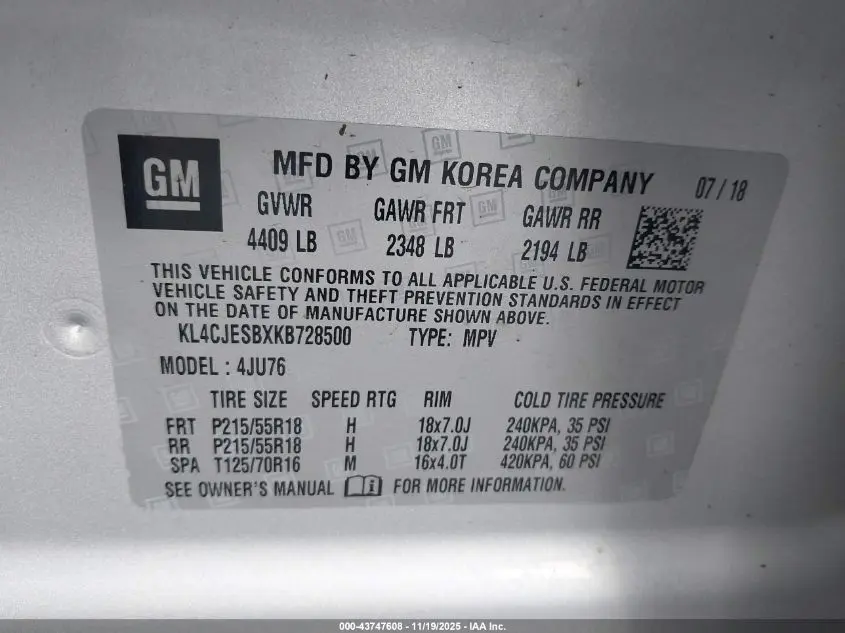 GM
MFD BY GM KOREA COMPANY 07/18
GVWR GAWR FRT GAWR RR
4409 LB 2348 LB 2194 LB
THIS VEHICLE CONFORMS TO ALL APPLICABLE U.S. FEDERAL MOTOR
VEHICLE SAFETY AND THEFT PREVENTION STANDARDS IN EFFECT
ON THE DATE OF MANUFACTURE SHOWN ABOVE.
KL4CJESBXKB728500 TYPE: MPV
MODEL : 4JU76
TIRE SIZE SPEED RTG RIM COLD TIRE PRESSURE
FRT P215/55R18 H 18x7.0J 240KPA, 35 PSI
RR P215/55R18 H 18x7.0J 240KPA, 35 PSI
SPA T125/70R16 M 16x4.0T 420KPA, 60 PSI
SEE OWNER'S MANUAL i FOR MORE INFORMATION.
000-43747608 - 11/19/2025 - IAA Inc.